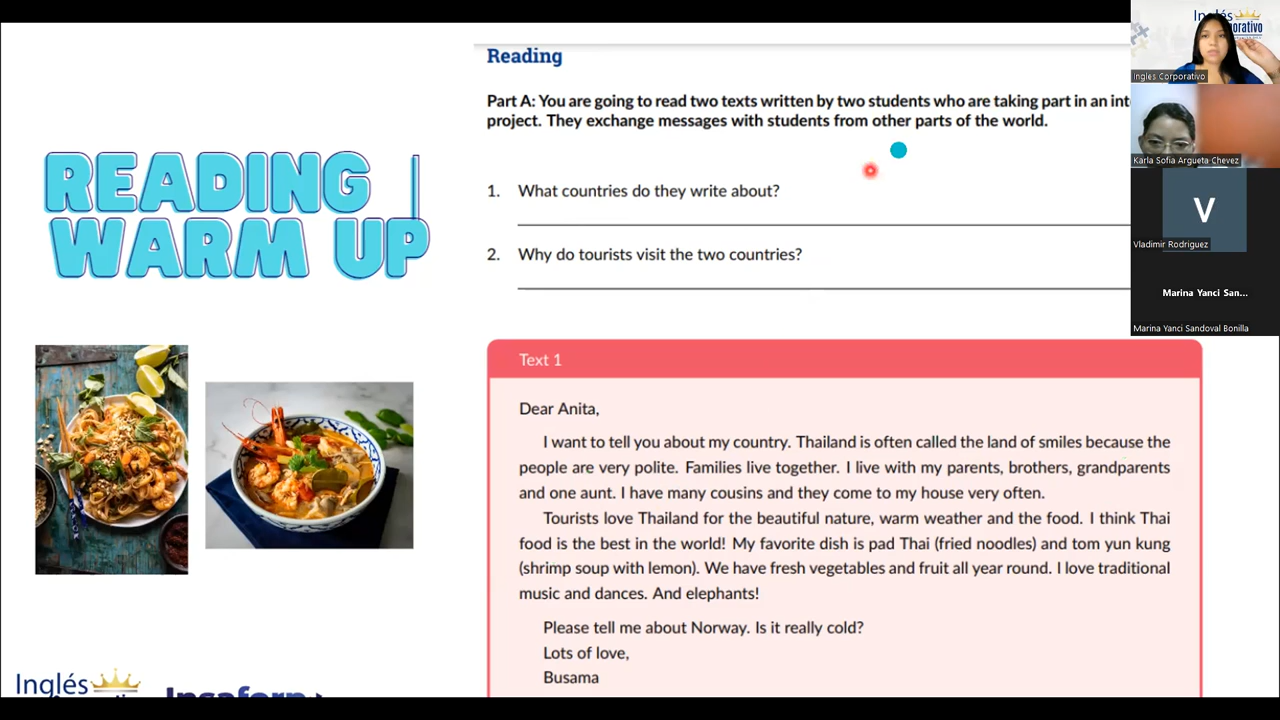 READING
WARM UP
Reading
Part A: You are going to read two texts written by two students who are taking part in an
project. They exchange messages with students from other parts of the world.
1. What countries do they write about?
2. Why do tourists visit the two countries?
Text 1
Dear Anita,
I want to tell you about my country. Thailand is often called the land of smiles because the
people are very polite. Families live together. I live with my parents, brothers, grandparents
and one aunt. I have many cousins and they come to my house very often.
Tourists love Thailand for the beautiful nature, warm weather and the food. I think Thai
food is the best in the world! My favorite dish is pad Thai (fried noodles) and tom yun kung
(shrimp soup with lemon). We have fresh vegetables and fruit all year round. I love traditional
music and dances. And elephants!
Please tell me about Norway. Is it really cold?
Lots of love,
Busama
Inglés
Ingles Corporativo
Karla Sofia Argueta Chevez
V
Vladimir Rodriguez
Marina Yanci San...
Marina Yanci Sandoval Bonilla